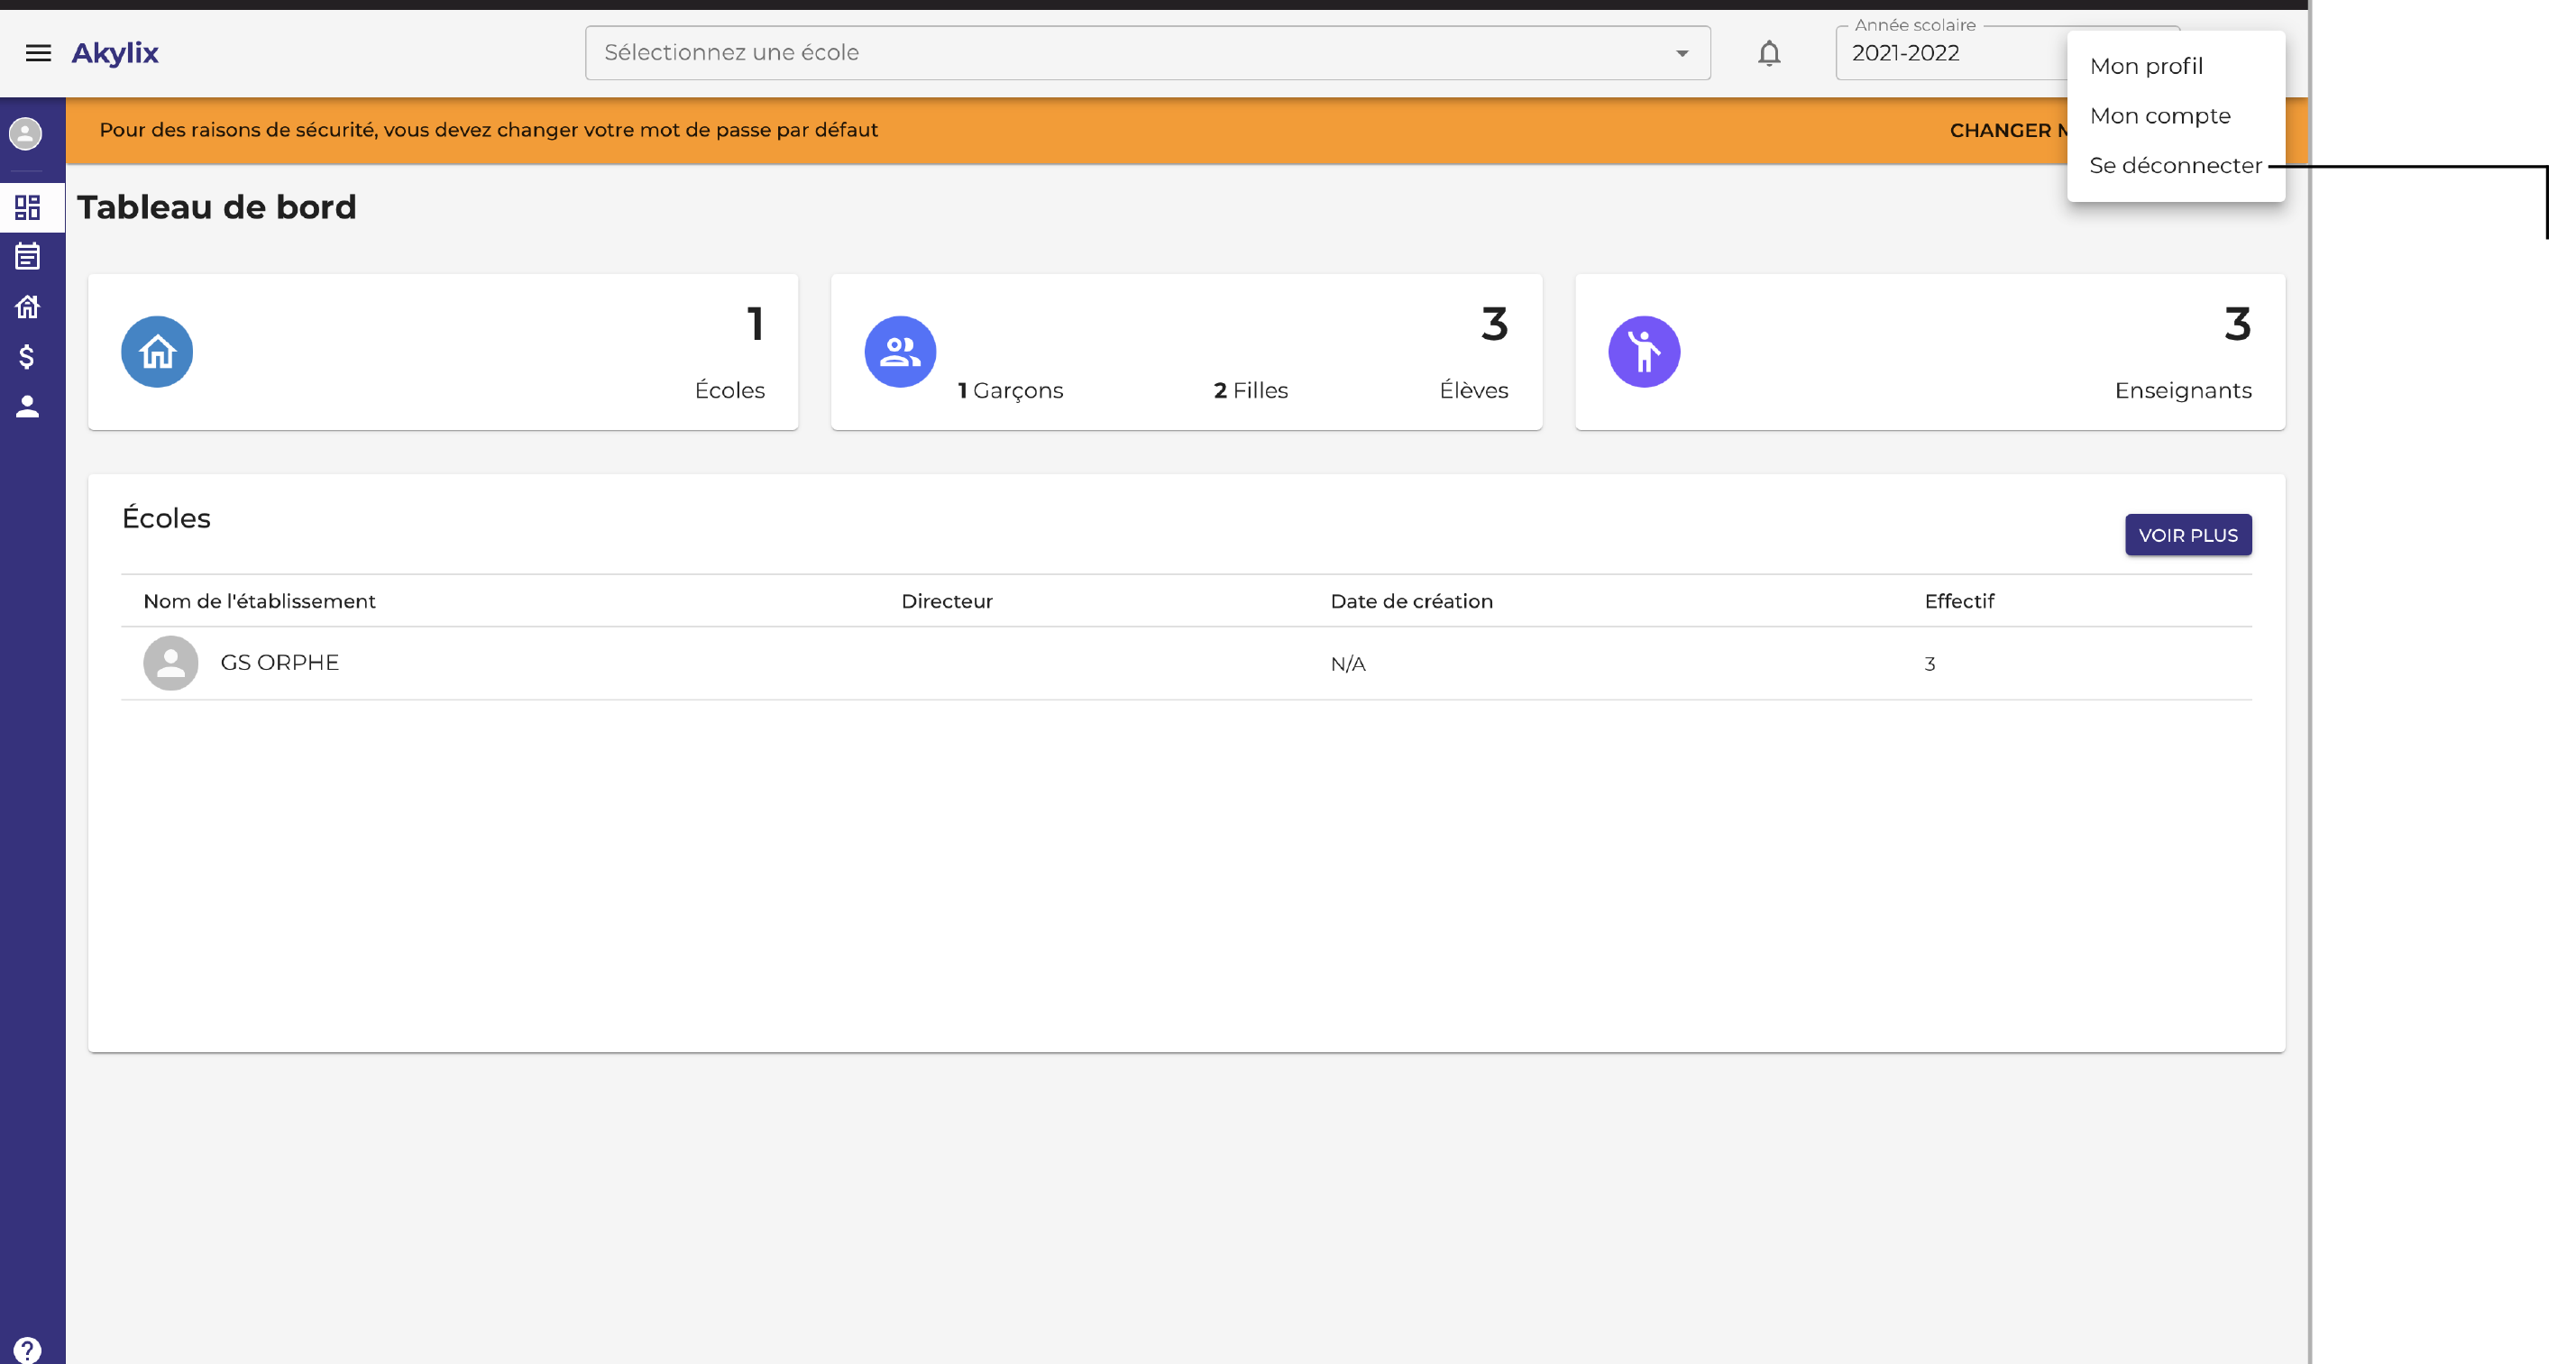 Akylix
Sélectionnez une école
Année scolaire
2021-2022
Mon profil
Mon compte
Se déconnecter
Pour des raisons de sécurité, vous devez changer votre mot de passe par défaut
CHANGER
Tableau de bord
1
Écoles
3
1 Garçons
2 Filles
Élèves
3
Enseignants
Écoles
VOIR PLUS
Nom de l'établissement
Directeur
Date de création
Effectif
GS ORPHE
N/A
3